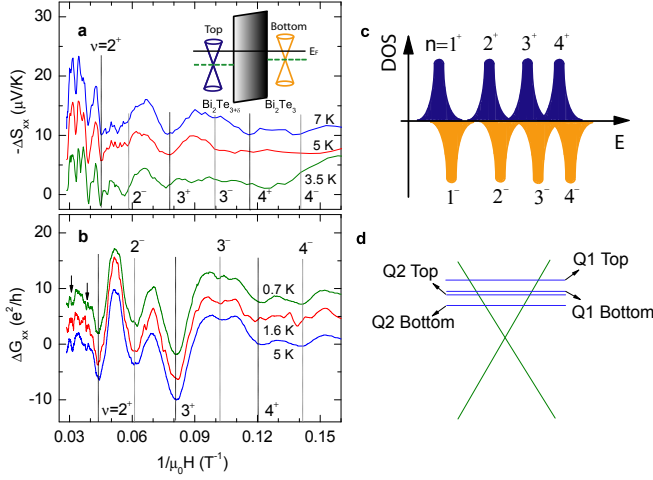 a
ν=2⁺
Top
Bottom
E_F
Bi₂Te₃₊δ
Bi₂Te₃
7 K
5 K
3.5 K
2⁻
3⁺
3⁻
4⁺
4⁻
30
20
10
0
-ΔS_xx (μV/K)
b
2⁻
3⁻
4⁻
0.7 K
1.6 K
5 K
ν=2⁺
3⁺
4⁺
20
10
0
-10
ΔG_xx (e²/h)
0.03
0.06
0.09
0.12
0.15
1/μ₀H (T⁻¹)
c
DOS
n=1⁺
2⁺
3⁺
4⁺
E
1⁻
2⁻
3⁻
4⁻
d
Q2 Top
Q1 Top
Q2 Bottom
Q1 Bottom